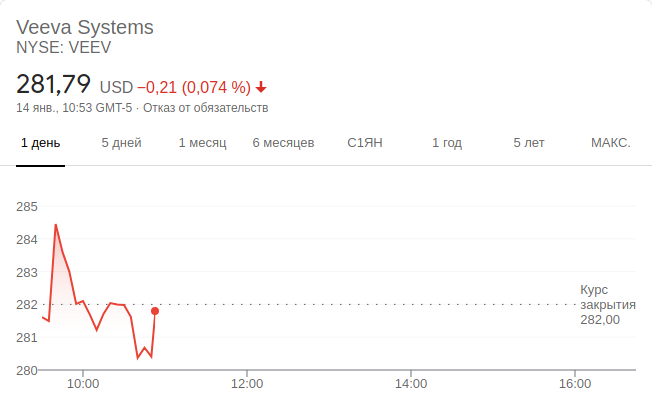 Veeva Systems
NYSE: VEEV
281,79 USD −0,21 (0,074 %)
14 янв., 10:53 GMT-5 · Отказ от обязательств
1 день 5 дней 1 месяц 6 месяцев С1ЯН 1 год 5 лет МАКС.
285
284
283
282
281
280
Курс
закрытия
282,00
10:00 12:00 14:00 16:00